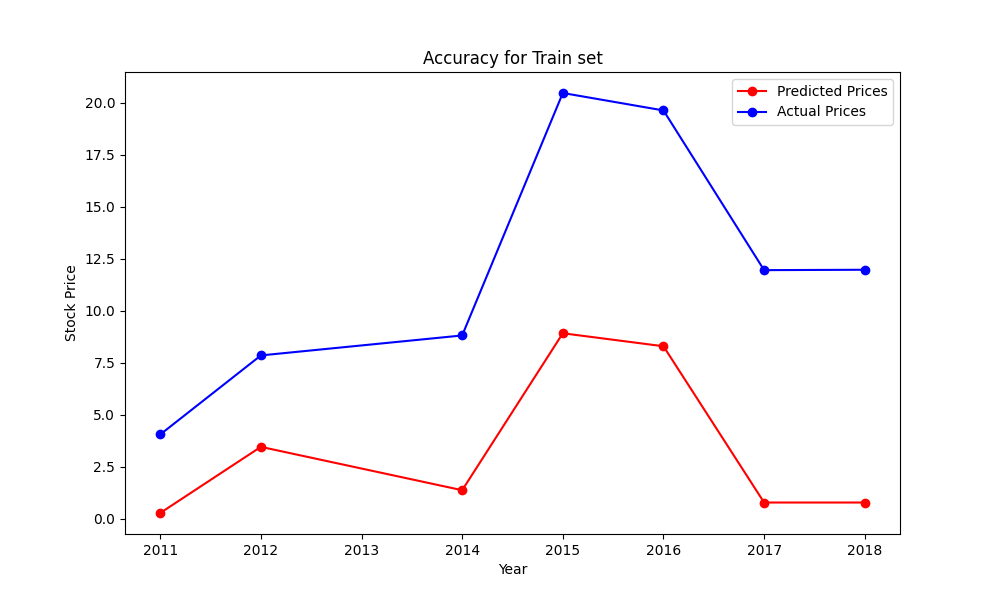 Accuracy for Train set
Predicted Prices
Actual Prices
20.0
17.5
15.0
12.5
10.0
7.5
5.0
2.5
0.0
Stock Price
2011 2012 2013 2014 2015 2016 2017 2018
Year